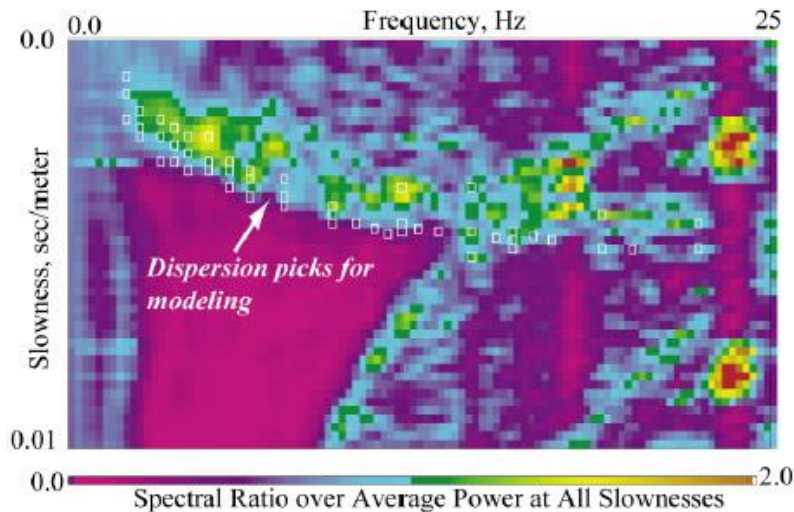 0.0 Frequency, Hz 25
0.0
Slowness, sec/meter
Dispersion picks for
modeling
0.01
0.0 2.0
Spectral Ratio over Average Power at All Slownesses